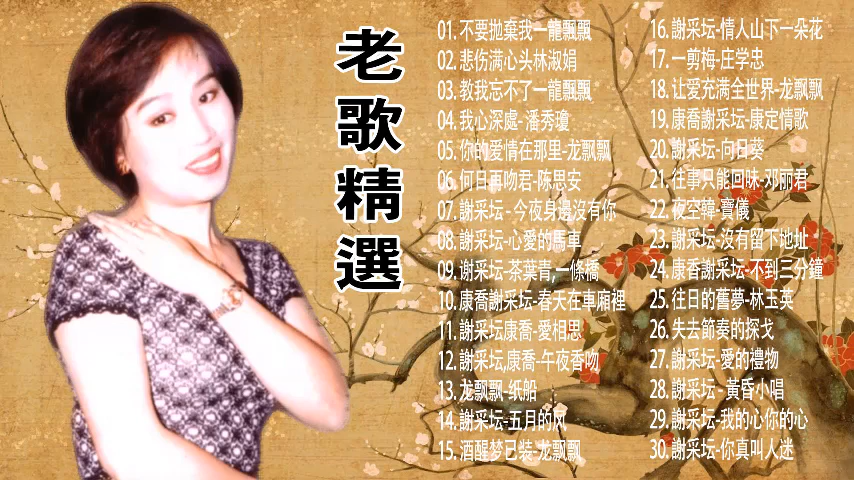 老歌精選
01. 不要抛棄我一龍飄飄
02. 悲伤满心头林淑娟
03. 教我忘不了一龍飄飄
04. 我心深處- 潘秀瓊
05. 你的爱情在那里-龙飘飘
06. 何日再吻君-陈思安
07. 謝采坛- 今夜身邊沒有你
08. 謝采坛-心愛的馬車
09. 谢采坛-茶葉青,一條橋
10. 康喬謝采坛-春天在車廂裡
11. 謝采坛康喬-愛相思
12. 謝采坛,康喬-午夜香吻
13. 龙飘飘-纸船
14. 謝采坛-五月的风
15. 酒醒梦已装-龙飘飘
16. 謝采坛-情人山下一朵花
17. 一剪梅-庄学忠
18. 让爱充满全世界-龙飘飘
19. 康喬謝采坛-康定情歌
20. 謝采坛-向日葵
21. 往事只能回味-邓丽君
22. 夜空韓-寶儀
23. 謝采坛-沒有留下地址
24. 康香謝采坛-不到三分鐘
25. 往日的舊夢-林玉英
26. 失去節奏的探戈
27. 謝采坛-愛的禮物
28. 謝采坛- 黃昏小唱
29. 謝采坛-我的心你的心
30. 謝采坛-你真叫人迷